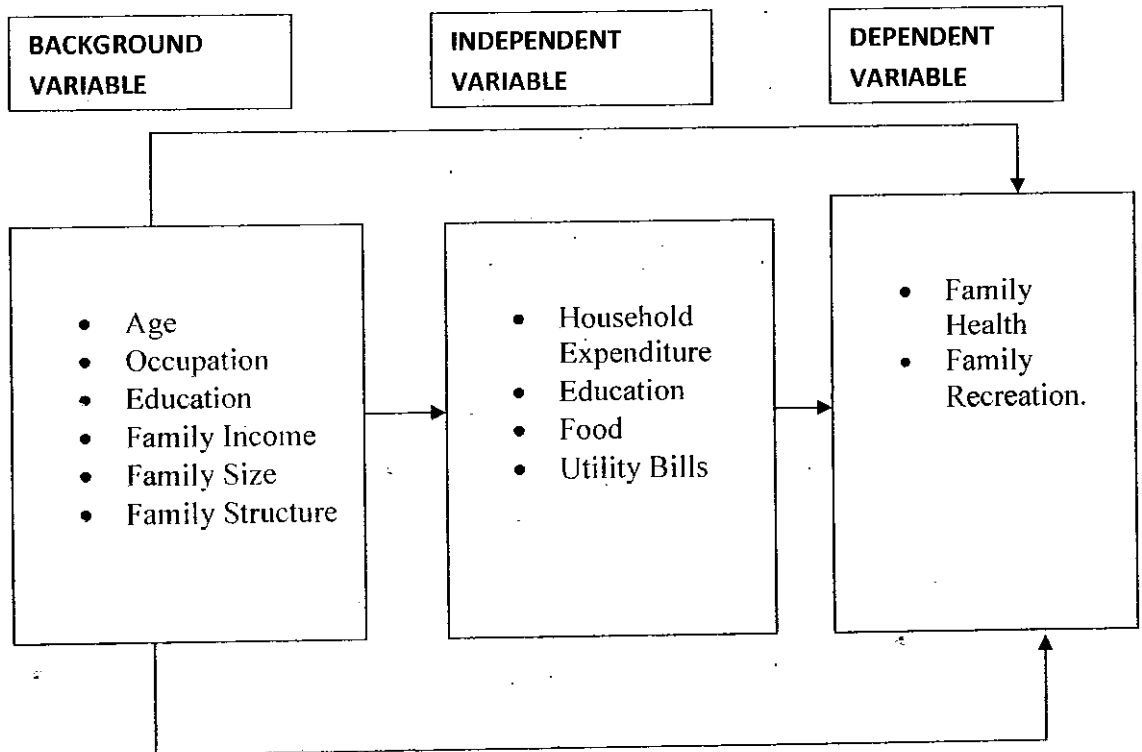 BACKGROUND
VARIABLE
INDEPENDENT
VARIABLE
DEPENDENT
VARIABLE
• Age
• Occupation
• Education
• Family Income
• Family Size
• Family Structure
• Household
Expenditure
• Education
• Food
• Utility Bills
• Family
Health
• Family
Recreation.